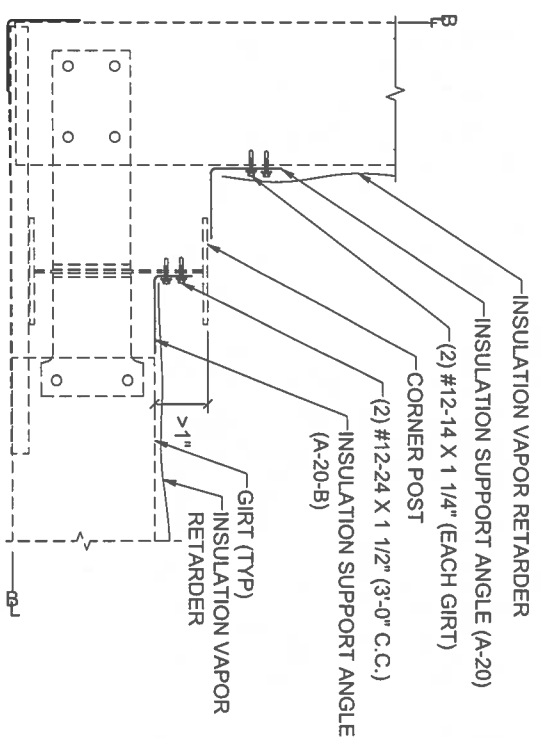 INSULATION VAPOR RETARDER
INSULATION SUPPORT ANGLE (A-20)
(2) #12-14 X 1 1/4" (EACH GIRT)
CORNER POST
(2) #12-24 X 1 1/2" (3'-0" C.C.)
INSULATION SUPPORT ANGLE
(A-20-B)
>1"
GIRT (TYP)
INSULATION VAPOR
RETARDER